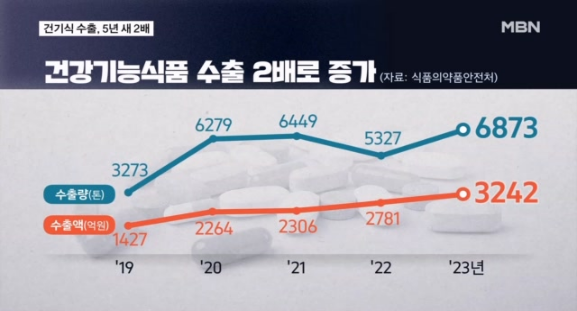 건기식 수출, 5년 새 2배
MBN
건강기능식품 수출 2배로 증가 (자료: 식품의약품안전처)
3273 6279 6449 5327 6873
수출량(톤)
수출액(억원)
1427 2264 2306 2781 3242
'19 '20 '21 '22 '23년